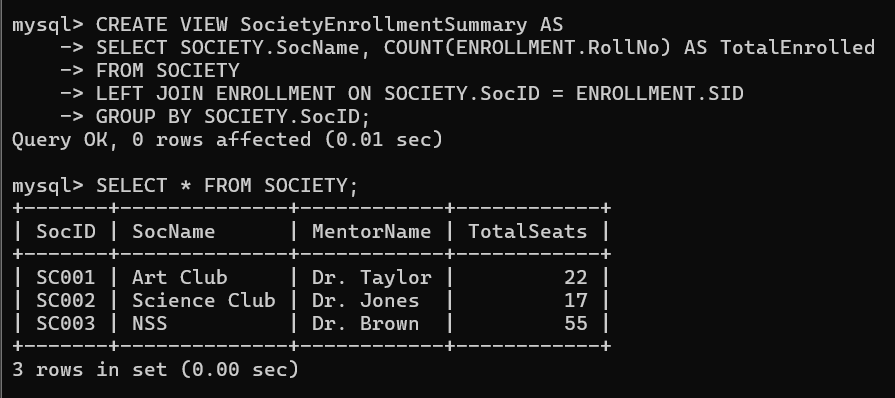 mysql> CREATE VIEW SocietyEnrollmentSummary AS
    -> SELECT SOCIETY.SocName, COUNT(ENROLLMENT.RollNo) AS TotalEnrolled
    -> FROM SOCIETY
    -> LEFT JOIN ENROLLMENT ON SOCIETY.SocID = ENROLLMENT.SID
    -> GROUP BY SOCIETY.SocID;
Query OK, 0 rows affected (0.01 sec)

mysql> SELECT * FROM SOCIETY;
+-------+--------------+------------+------------+
| SocID | SocName      | MentorName | TotalSeats |
+-------+--------------+------------+------------+
| SC001 | Art Club     | Dr. Taylor |         22 |
| SC002 | Science Club | Dr. Jones  |         17 |
| SC003 | NSS          | Dr. Brown  |         55 |
+-------+--------------+------------+------------+
3 rows in set (0.00 sec)